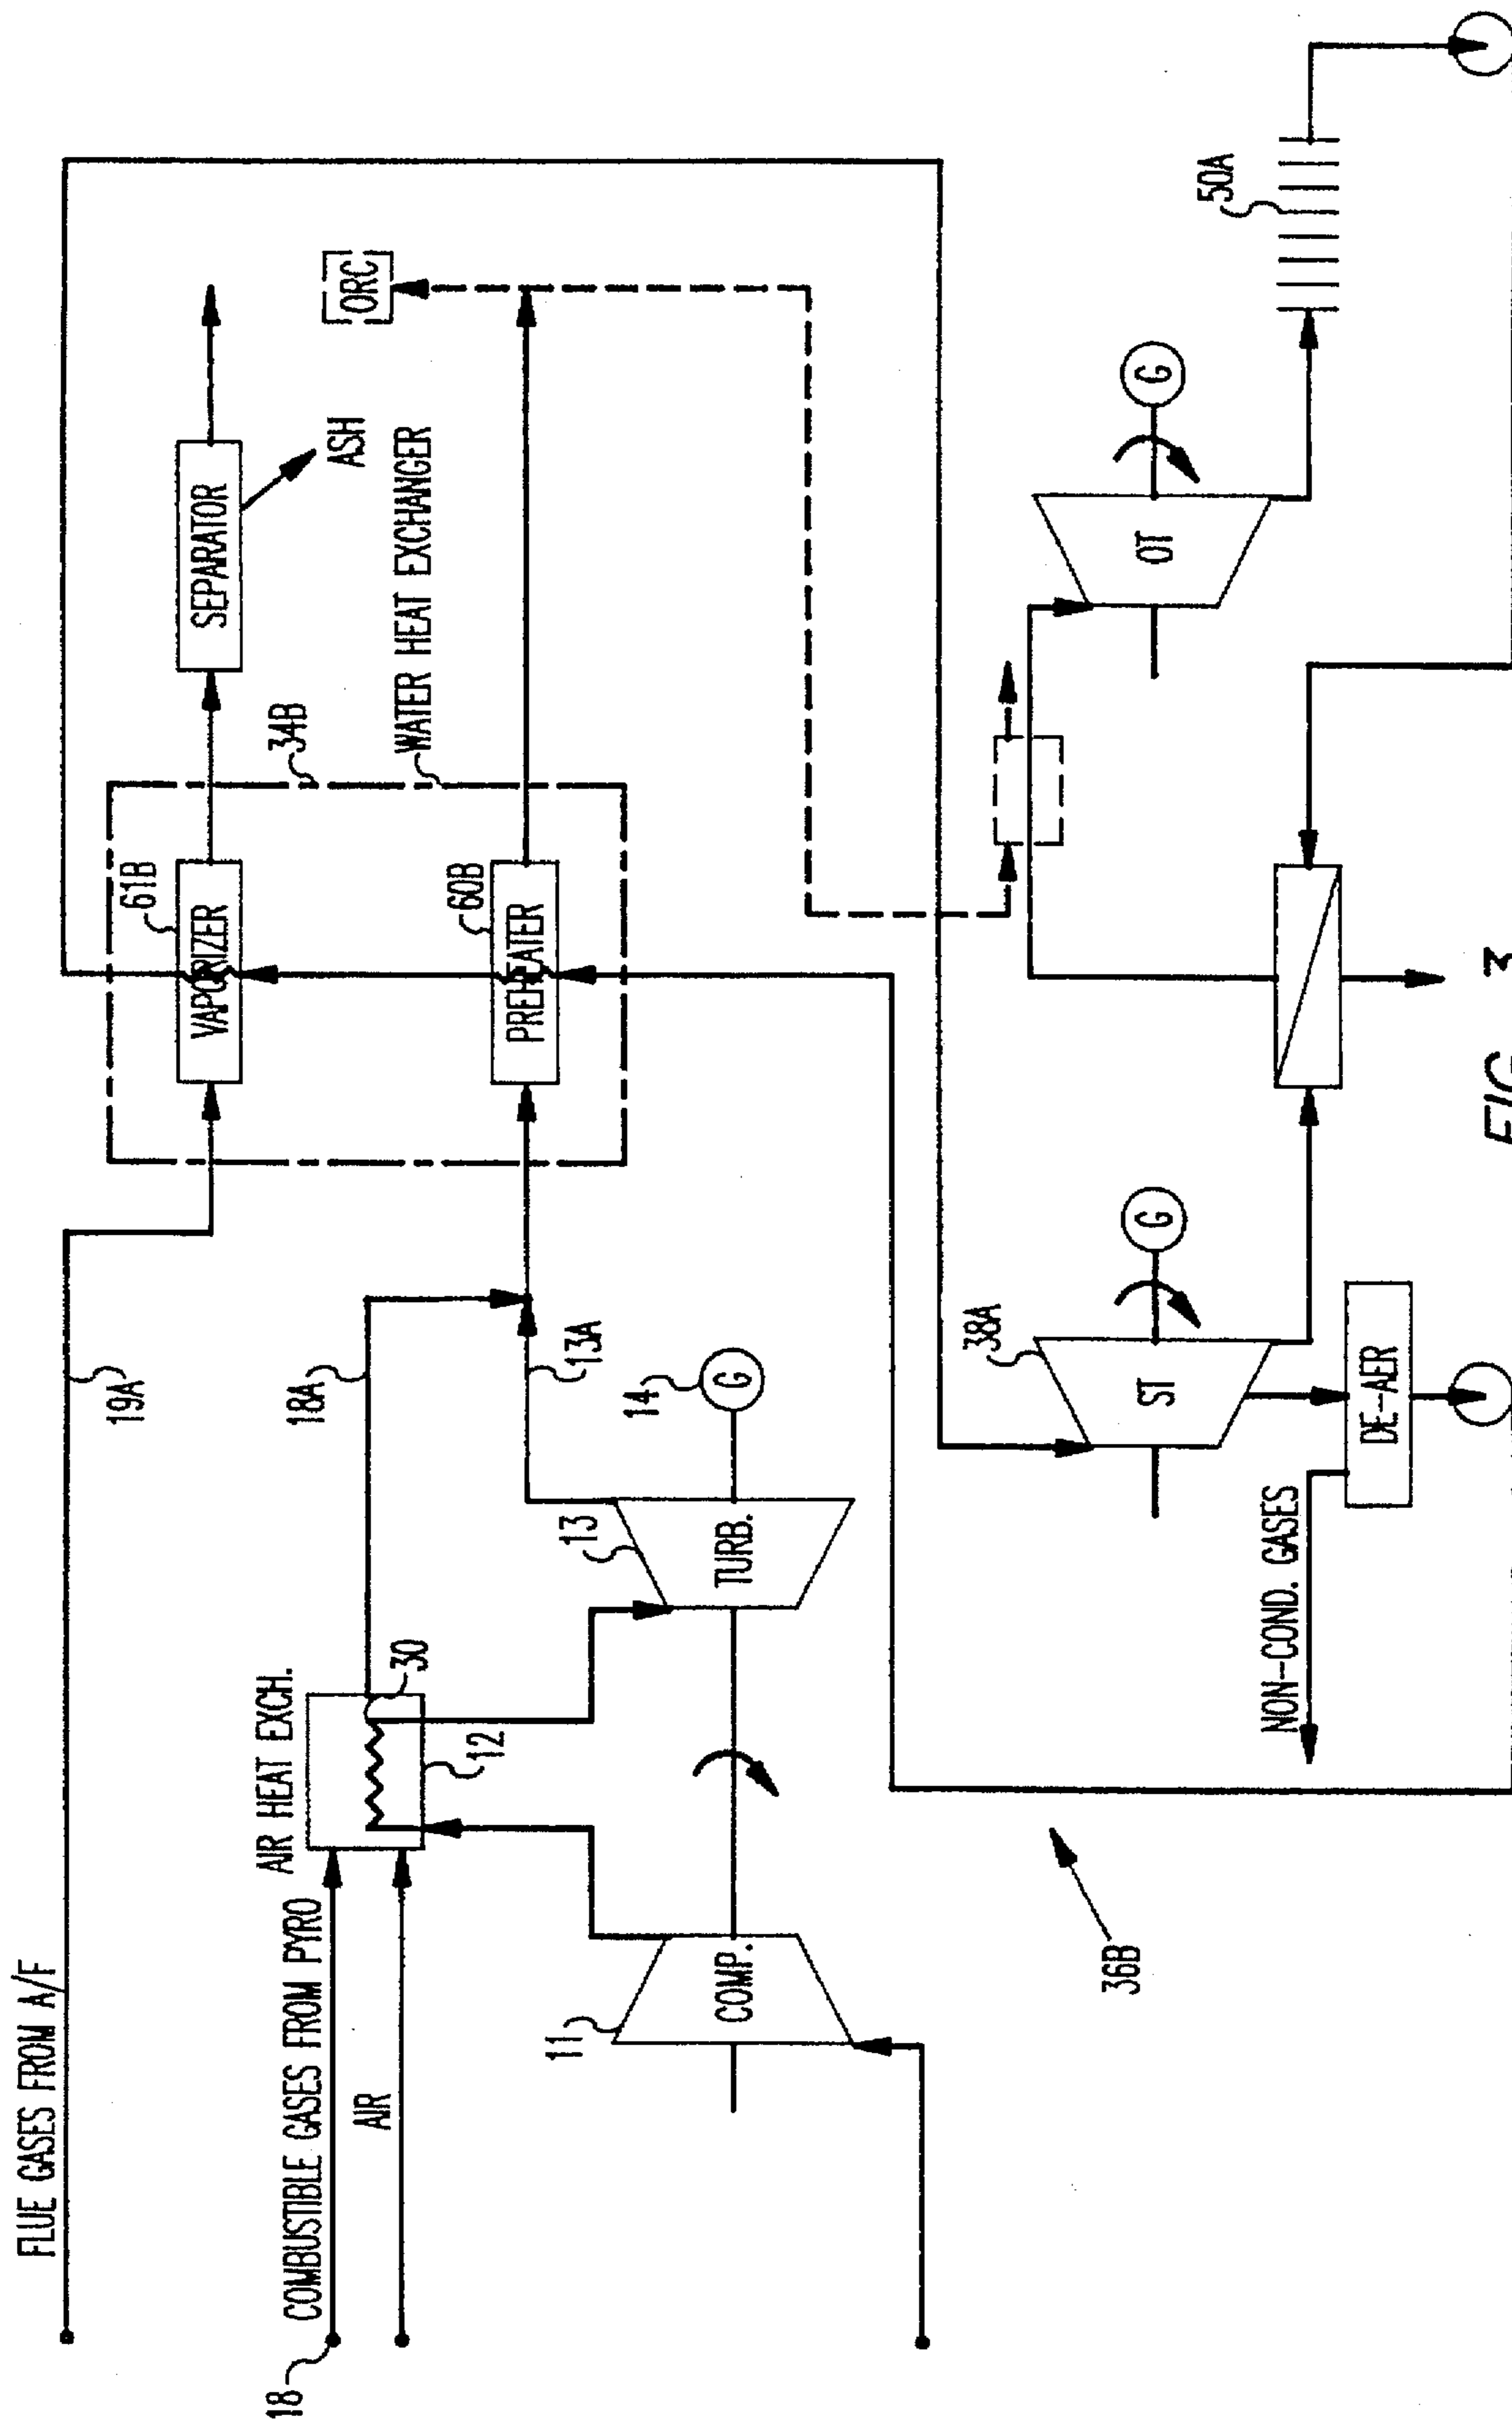 FLUE GASES FROM A/F
19A
61B
VAPORIZER
SEPARATOR
ASH
34B
WATER HEAT EXCHANGER
18
COMBUSTIBLE GASES FROM PYRO
AIR
AIR HEAT EXCH.
30
12
18A
13A
60B
PREHEATER
ORC
11
COMP.
13
TURB.
14
G
36B
38A
ST
G
OT
G
50A
NON-COND. GASES
DE-AER
FIG. 3